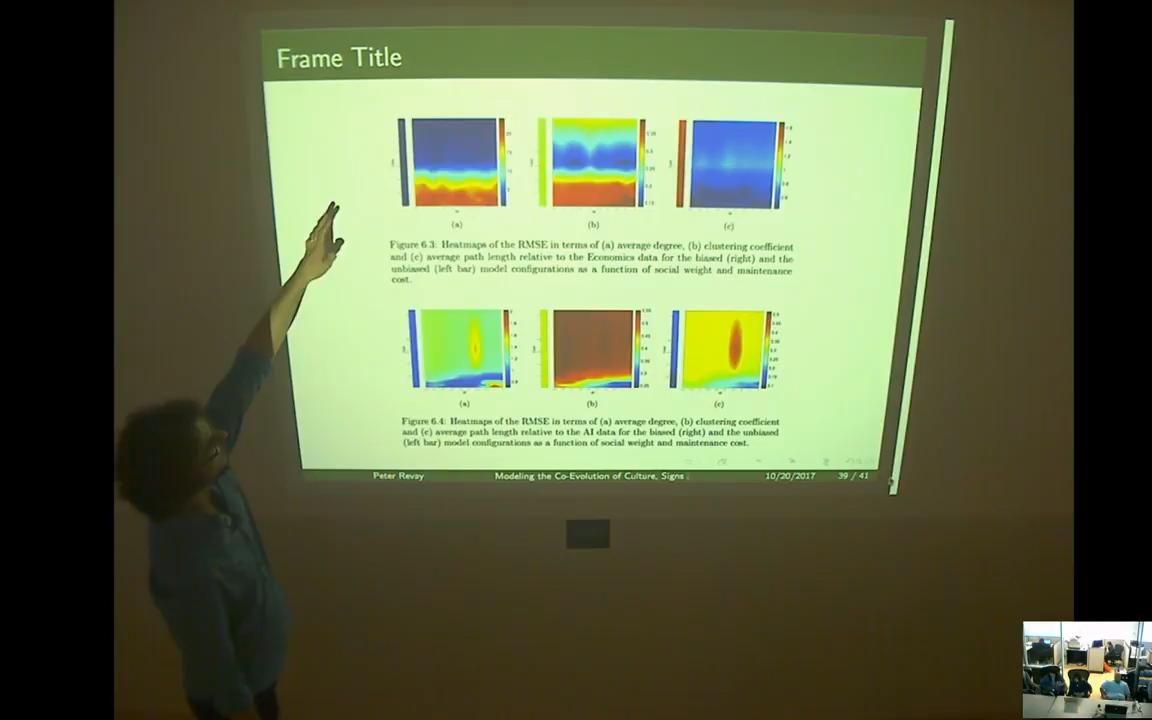 Frame Title
(a) (b) (c)
Figure 6.3: Heatmaps of the RMSE in terms of (a) average degree, (b) clustering coefficient
and (c) average path length relative to the Economics data for the biased (right) and the
unbiased (left bar) model configurations as a function of social weight and maintenance
cost.
(a) (b) (c)
Figure 6.4: Heatmaps of the RMSE in terms of (a) average degree, (b) clustering coefficient
and (c) average path length relative to the AI data for the biased (right) and the unbiased
(left bar) model configurations as a function of social weight and maintenance cost.
Peter Revay Modeling the Co-Evolution of Culture, Signs 10/20/2017 39 / 41